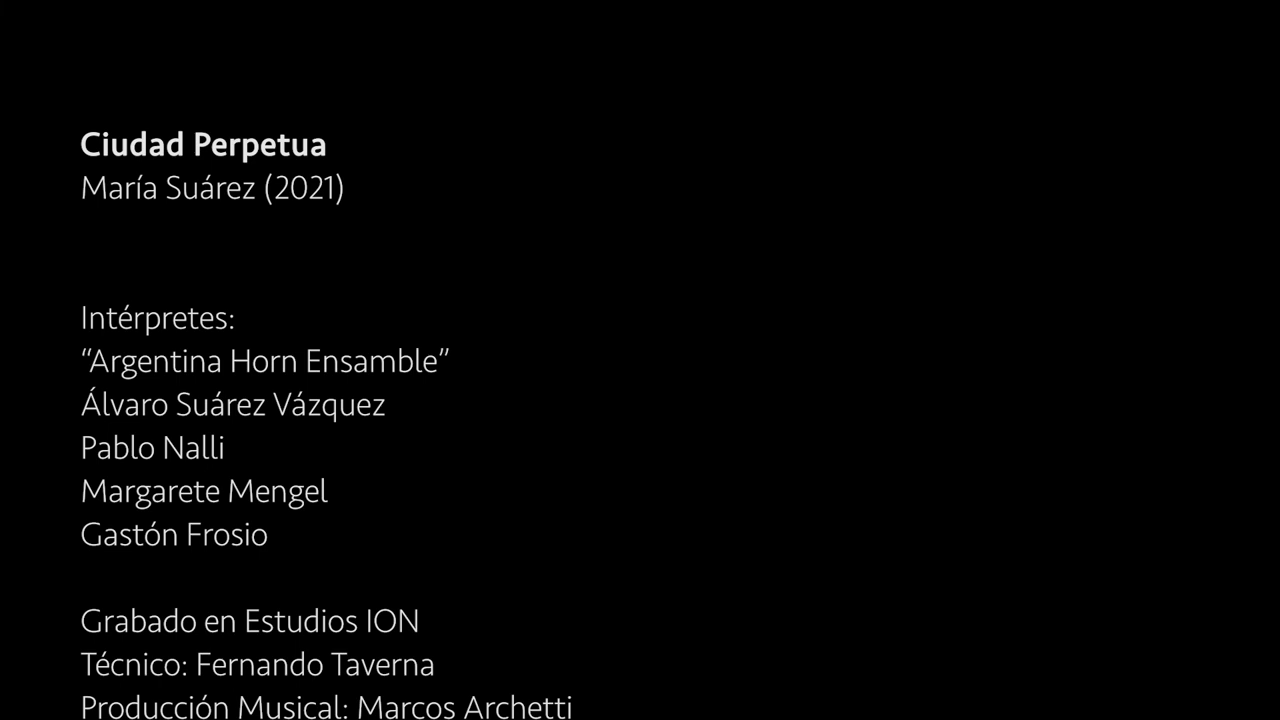 Ciudad Perpetua
María Suárez (2021)
Intérpretes:
“Argentina Horn Ensamble”
Álvaro Suárez Vázquez
Pablo Nalli
Margarete Mengel
Gastón Frosio
Grabado en Estudios ION
Técnico: Fernando Taverna
Producción Musical: Marcos Archetti